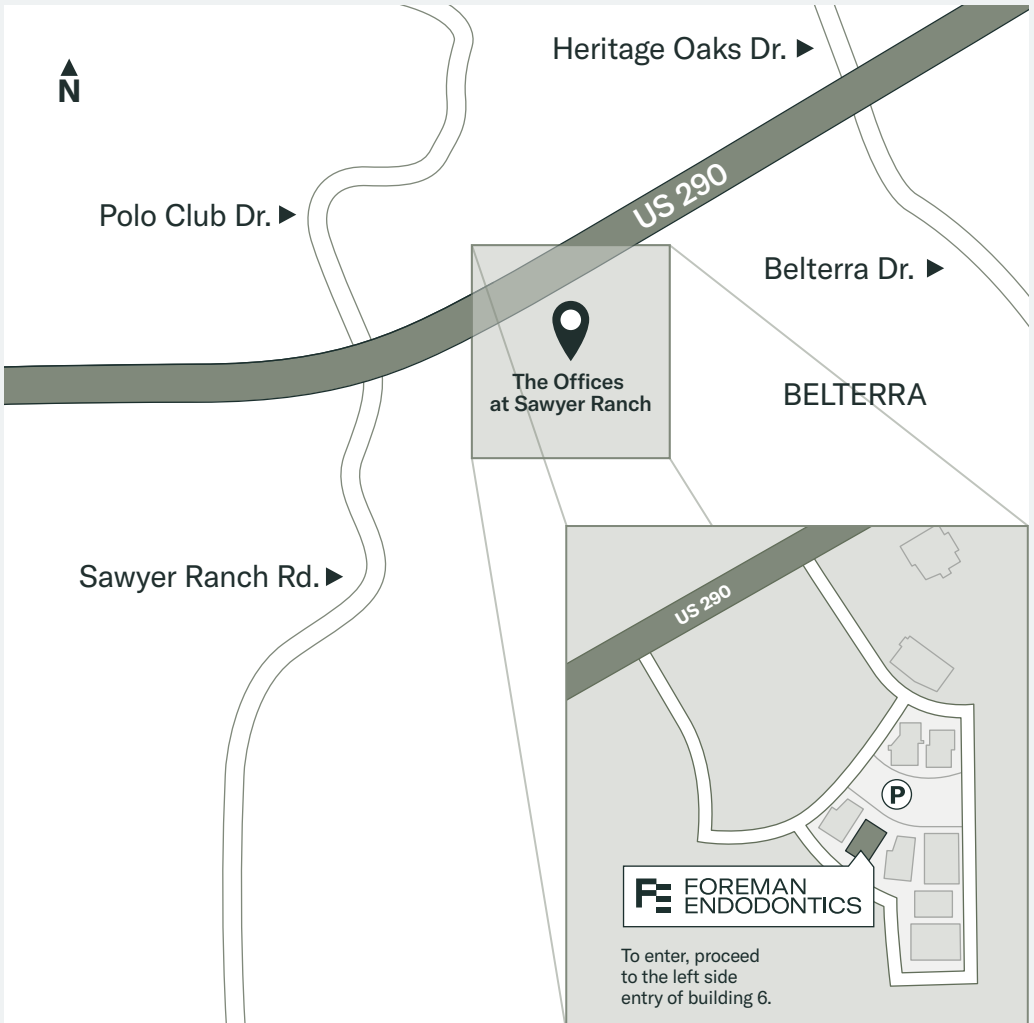 Heritage Oaks Dr.
N
US 290
Polo Club Dr.
Belterra Dr.
The Offices
at Sawyer Ranch
BELTERRA
Sawyer Ranch Rd.
US 290
P
FE FOREMAN
ENDODONTICS
To enter, proceed
to the left side
entry of building 6.